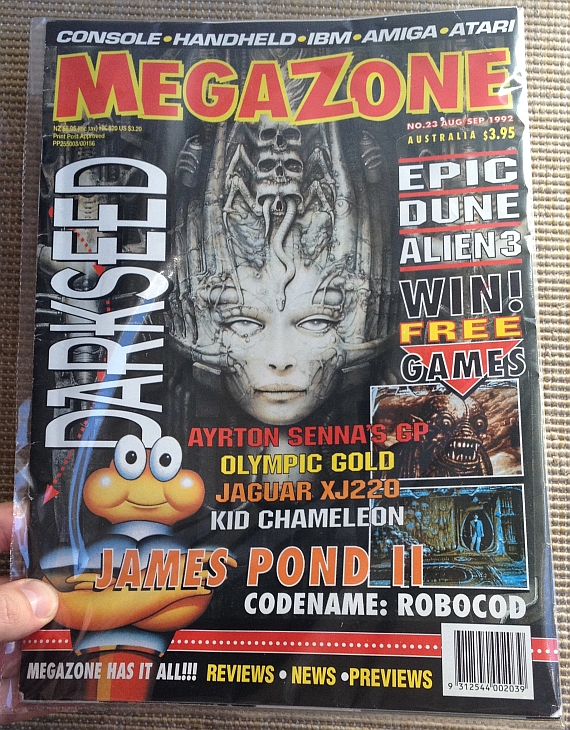 CONSOLE•HANDHELD•IBM•AMIGA•ATARI
MEGAZONE
NO.23 AUG/SEP 1992
AUSTRALIA $3.95
Print Post Approved
PP255003/00156
DARKSEED
EPIC
DUNE
ALIEN3
WIN!
FREE
GAMES
AYRTON SENNA'S GP
OLYMPIC GOLD
JAGUAR XJ220
KID CHAMELEON
JAMES POND II
CODENAME: ROBOCOD
MEGAZONE HAS IT ALL!!! REVIEWS • NEWS •PREVIEWS
9 312544 002039